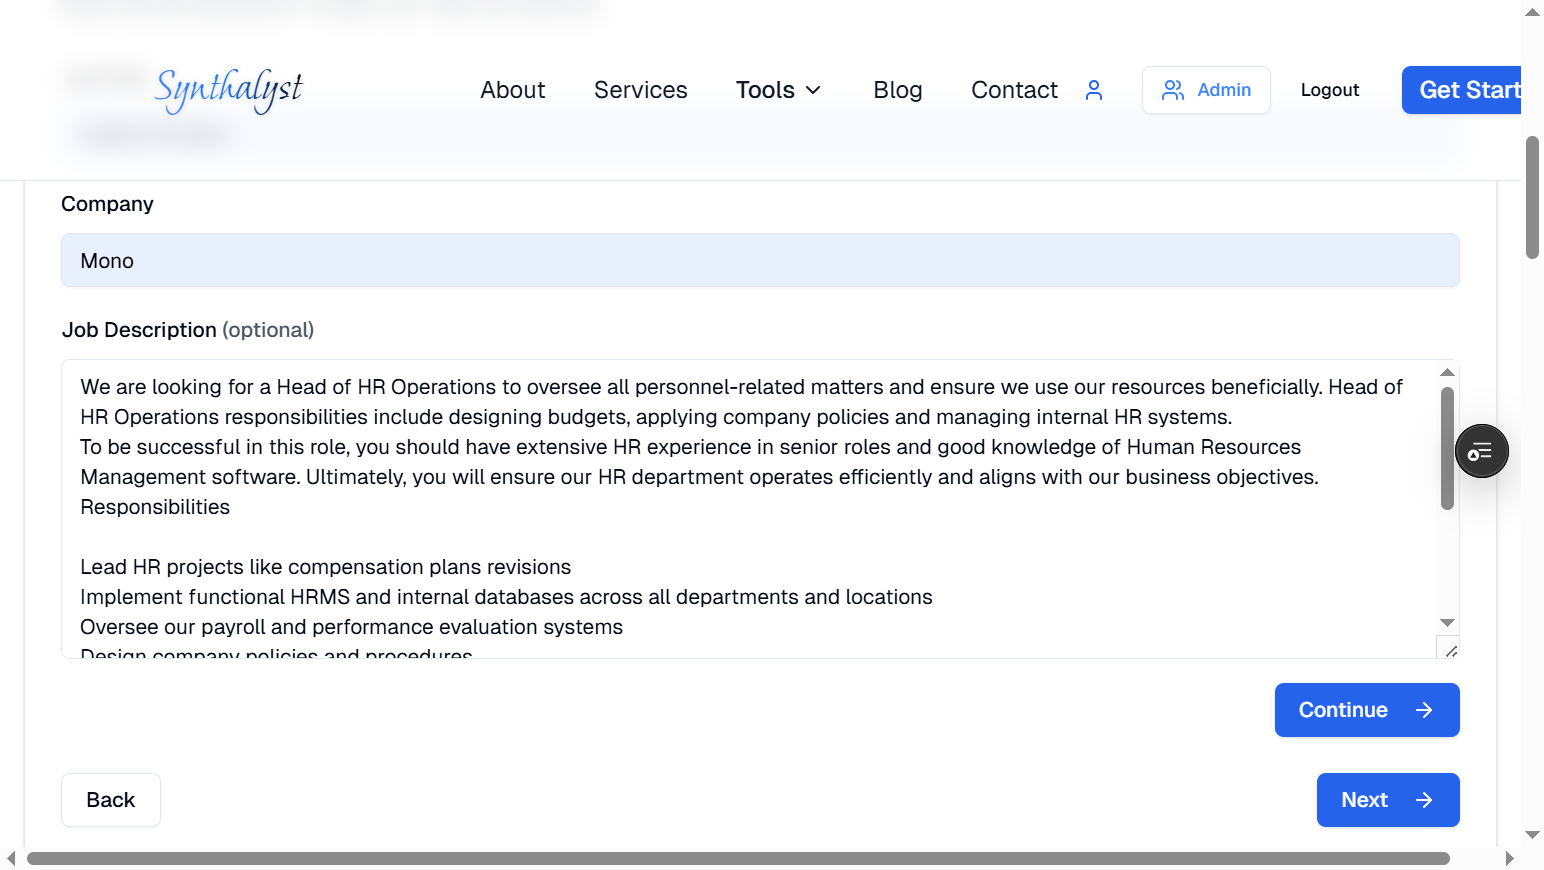 Synthalyst
About
Services
Tools
Blog
Contact
Admin
Logout
Get Start
Company
Mono
Job Description (optional)
We are looking for a Head of HR Operations to oversee all personnel-related matters and ensure we use our resources beneficially. Head of
HR Operations responsibilities include designing budgets, applying company policies and managing internal HR systems.
To be successful in this role, you should have extensive HR experience in senior roles and good knowledge of Human Resources
Management software. Ultimately, you will ensure our HR department operates efficiently and aligns with our business objectives.
Responsibilities
Lead HR projects like compensation plans revisions
Implement functional HRMS and internal databases across all departments and locations
Oversee our payroll and performance evaluation systems
Design company policies and procedures
Continue
Back
Next